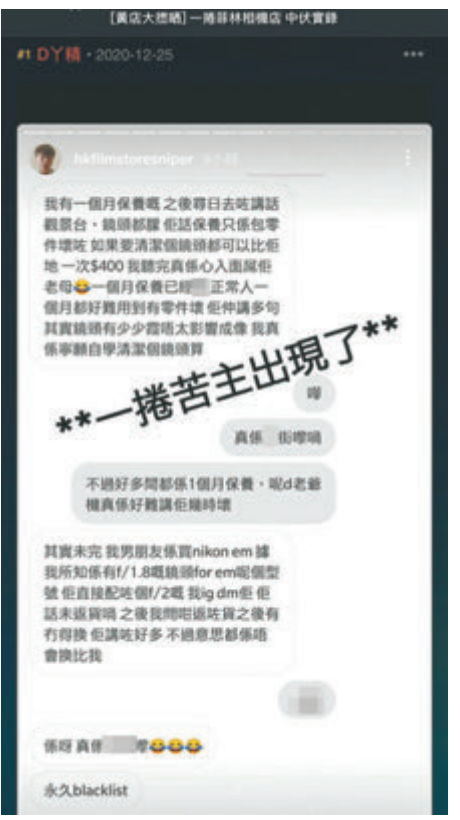 [黃店大㩒晒] 一捲菲林相機店 中伏實錄
#1 D丫精 • 2020-12-25
hkfilmstoresniper
我有一個月保養嘅 之後尋日去咗講話
觀景台、鏡頭都朦 佢話保養只係包零
件壞咗 如果要清潔個鏡頭都可以比佢
地 一次$400 我聽完真係心入面屌佢
老母😂一個月保養已經 正常人一
個月都好難用到有零件壞 佢仲講多句
其實鏡頭有少少霞唔太影響成像 我真
係寧願自學清潔個鏡頭算
**一捲苦主出現了**
嘩
真係 街嚟喎
不過好多間都係1個月保養,呢d老爺
機真係好難講佢幾時壞
其實未完 我男朋友係買nikon em 據
我所知係有f/1.8嘅鏡頭for em呢個型
號 佢直接配咗個f/2嘅 我ig dm佢 佢
話未返貨喎 之後我問咁返咗貨之後有
冇得換 佢講咗好多 不過意思都係唔
會換比我
係呀 真係 嚟😂😂😂
永久blacklist